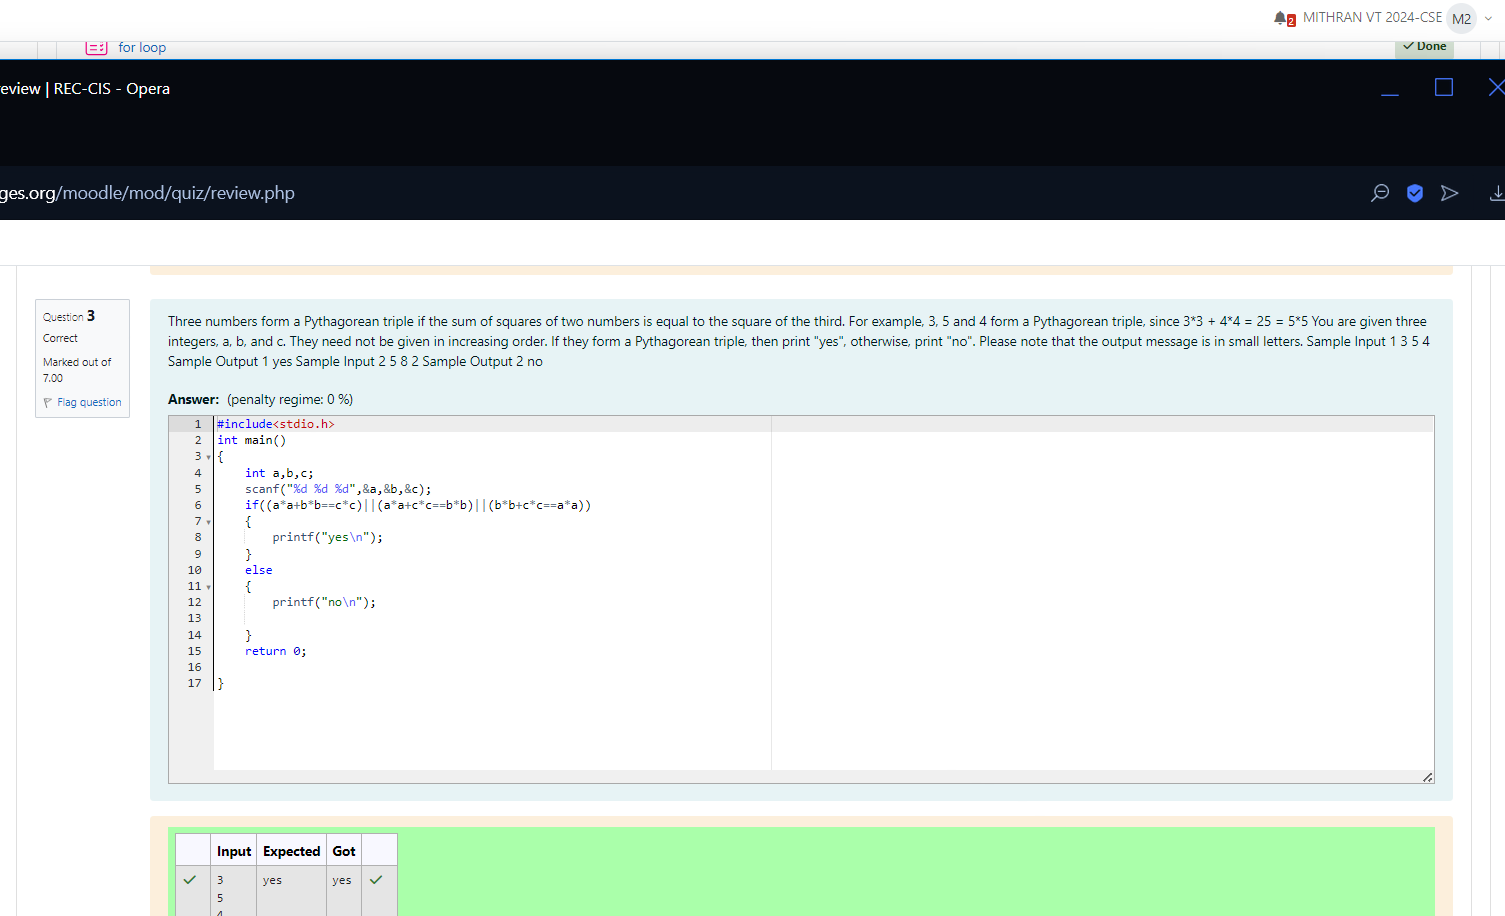 2 MITHRAN VT 2024-CSE M2
for loop
Done
eview | REC-CIS - Opera
ges.org/moodle/mod/quiz/review.php
Question 3
Correct
Marked out of
7.00
Flag question
Three numbers form a Pythagorean triple if the sum of squares of two numbers is equal to the square of the third. For example, 3, 5 and 4 form a Pythagorean triple, since 3*3 + 4*4 = 25 = 5*5 You are given three
integers, a, b, and c. They need not be given in increasing order. If they form a Pythagorean triple, then print "yes", otherwise, print "no". Please note that the output message is in small letters. Sample Input 1 3 5 4
Sample Output 1 yes Sample Input 2 5 8 2 Sample Output 2 no
Answer: (penalty regime: 0 %)
1 #include<stdio.h>
2 int main()
3 {
4 int a,b,c;
5 scanf("%d %d %d",&a,&b,&c);
6 if((a*a+b*b==c*c)||(a*a+c*c==b*b)||(b*b+c*c==a*a))
7 {
8 printf("yes\n");
9 }
10 else
11 {
12 printf("no\n");
13
14 }
15 return 0;
16
17 }
Input Expected Got
3 yes yes
5
4